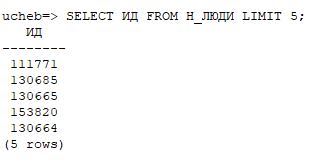 ucheb=> SELECT ИД FROM Н_ЛЮДИ LIMIT 5;
ИД
--------
111771
130685
130665
153820
130664
(5 rows)